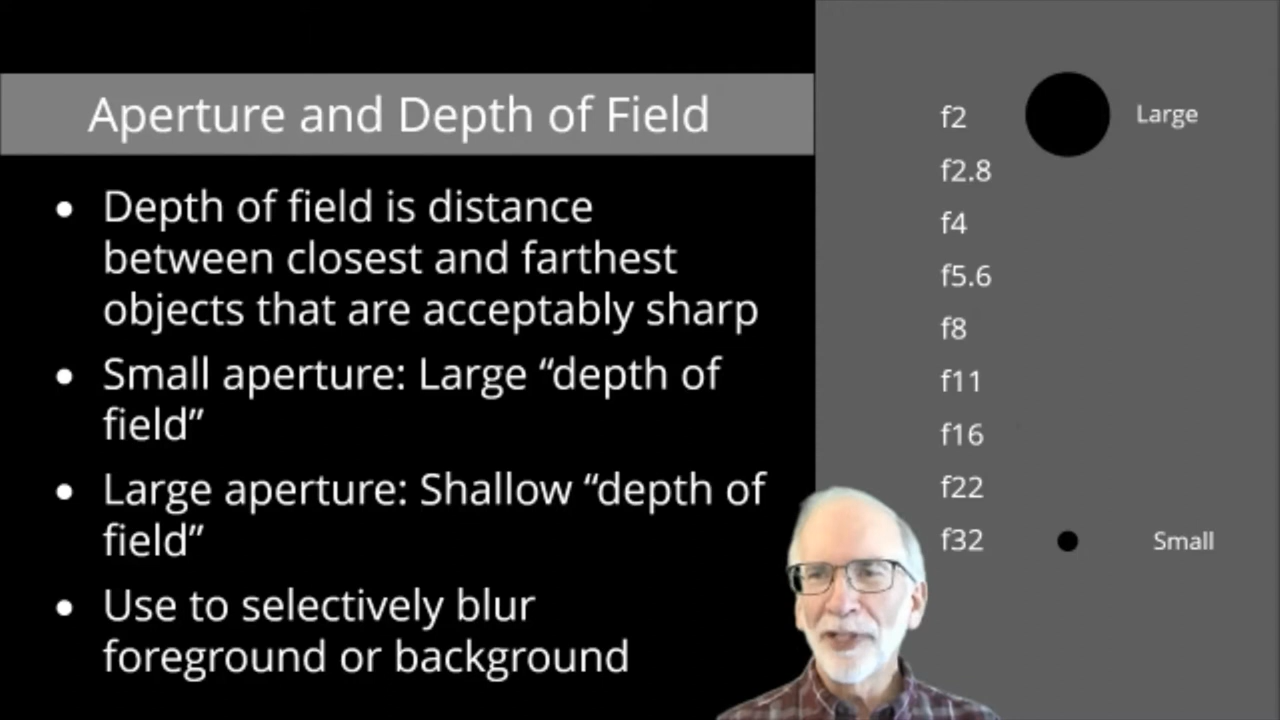 Aperture and Depth of Field
• Depth of field is distance
between closest and farthest
objects that are acceptably sharp
• Small aperture: Large “depth of
field”
• Large aperture: Shallow “depth of
field”
• Use to selectively blur
foreground or background
f2 Large
f2.8
f4
f5.6
f8
f11
f16
f22
f32 Small